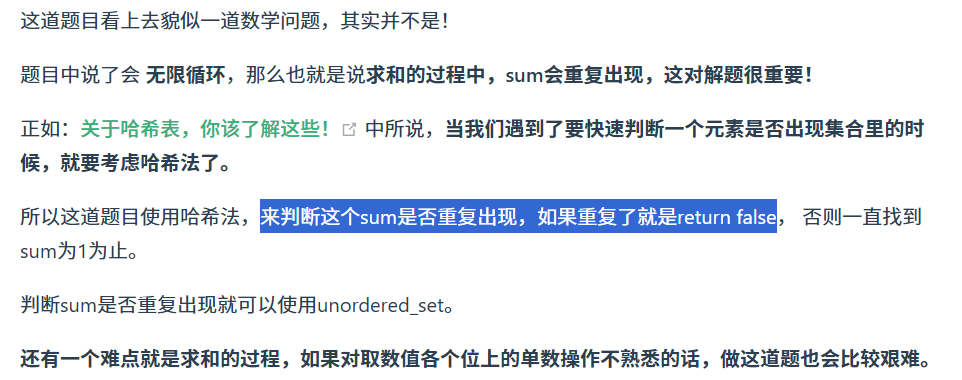 这道题目看上去貌似一道数学问题，其实并不是！
题目中说了会 无限循环，那么也就是说求和的过程中，sum会重复出现，这对解题很重要！
正如：关于哈希表，你该了解这些！ 中所说，当我们遇到了要快速判断一个元素是否出现集合里的时
候，就要考虑哈希法了。
所以这道题目使用哈希法，来判断这个sum是否重复出现，如果重复了就是return false， 否则一直找到
sum为1为止。
判断sum是否重复出现就可以使用unordered_set。
还有一个难点就是求和的过程，如果对取数值各个位上的单数操作不熟悉的话，做这道题也会比较艰难。